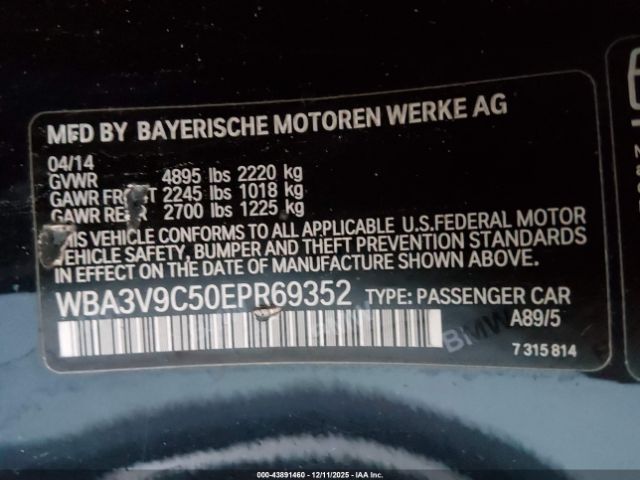 MFD BY BAYERISCHE MOTOREN WERKE AG
04/14
GVWR 4895 lbs 2220 kg
GAWR FRONT 2245 lbs 1018 kg
GAWR REAR 2700 lbs 1225 kg
THIS VEHICLE CONFORMS TO ALL APPLICABLE U.S.FEDERAL MOTOR
VEHICLE SAFETY, BUMPER AND THEFT PREVENTION STANDARDS
IN EFFECT ON THE DATE OF MANUFACTURE SHOWN ABOVE.
WBA3V9C50EPR69352 TYPE: PASSENGER CAR
A89/5
BMW
7 315 814
000-43891460 - 12/11/2025 - IAA Inc.